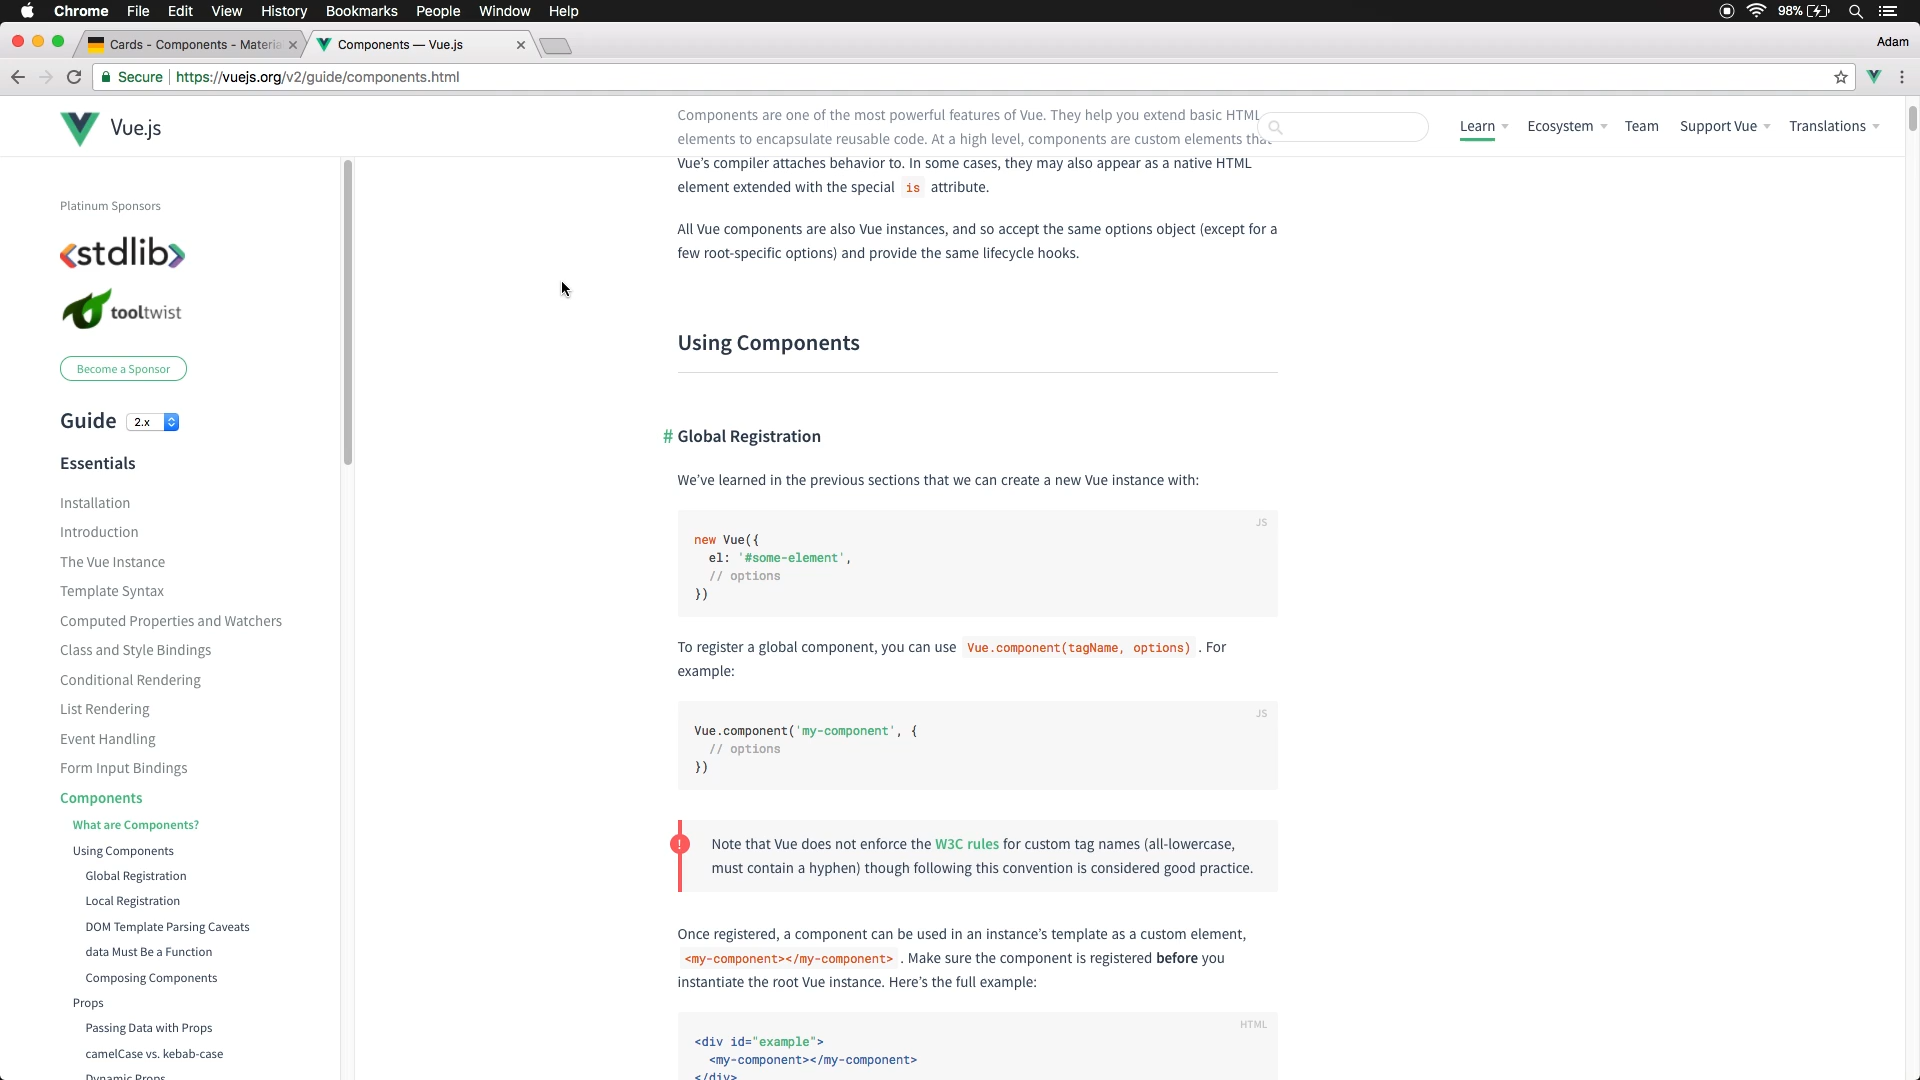 Chrome File Edit View History Bookmarks People Window Help 98%
Cards - Components - Materia
Components — Vue.js
Adam
Secure https://vuejs.org/v2/guide/components.html
Vue.js
Learn Ecosystem Team Support Vue Translations
Platinum Sponsors
<stdlib>
tooltwist
Become a Sponsor
Guide 2.x
Essentials
Installation
Introduction
The Vue Instance
Template Syntax
Computed Properties and Watchers
Class and Style Bindings
Conditional Rendering
List Rendering
Event Handling
Form Input Bindings
Components
What are Components?
Using Components
Global Registration
Local Registration
DOM Template Parsing Caveats
data Must Be a Function
Composing Components
Props
Passing Data with Props
camelCase vs. kebab-case
Dynamic Props
Components are one of the most powerful features of Vue. They help you extend basic HTML
elements to encapsulate reusable code. At a high level, components are custom elements that
Vue’s compiler attaches behavior to. In some cases, they may also appear as a native HTML
element extended with the special is attribute.
All Vue components are also Vue instances, and so accept the same options object (except for a
few root-specific options) and provide the same lifecycle hooks.
Using Components
# Global Registration
We’ve learned in the previous sections that we can create a new Vue instance with:
JS
new Vue({
el: '#some-element',
// options
})
To register a global component, you can use Vue.component(tagName, options) . For
example:
JS
Vue.component('my-component', {
// options
})
! Note that Vue does not enforce the W3C rules for custom tag names (all-lowercase,
must contain a hyphen) though following this convention is considered good practice.
Once registered, a component can be used in an instance’s template as a custom element,
<my-component></my-component> . Make sure the component is registered before you
instantiate the root Vue instance. Here’s the full example:
HTML
<div id="example">
<my-component></my-component>
</div>